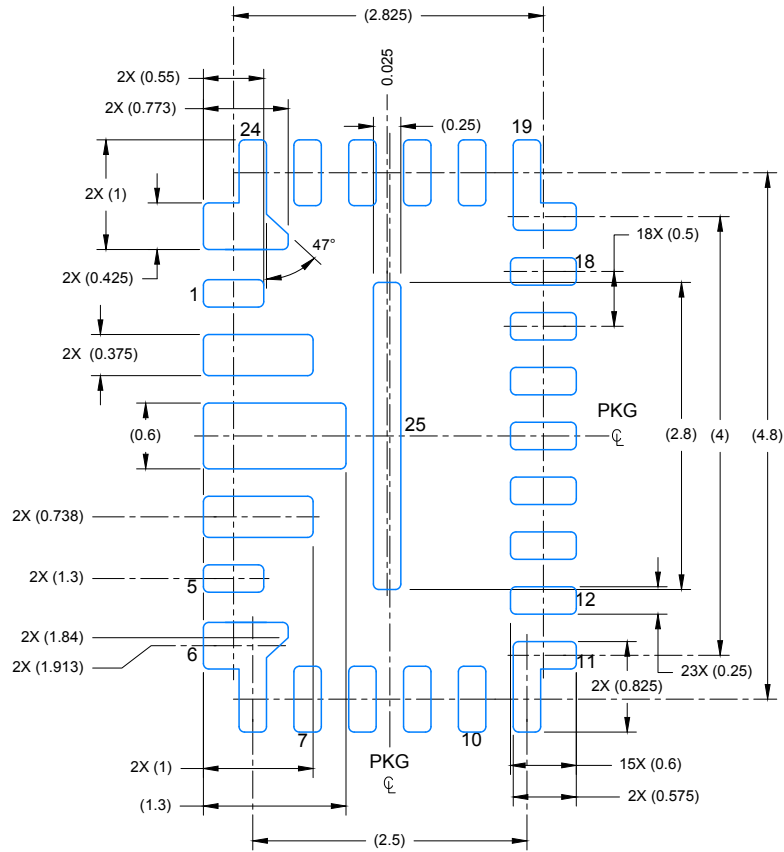 (2.825)
2X (0.55)
0.025
2X (0.773)
24
(0.25)
19
2X (1)
18X (0.5)
47°
18
2X (0.425)
1
2X (0.375)
PKG
℄
(0.6)
25
(2.8)
(4)
(4.8)
2X (0.738)
2X (1.3)
5
12
2X (1.84)
6
11
2X (1.913)
23X (0.25)
2X (0.825)
7
10
PKG
℄
2X (1)
15X (0.6)
(1.3)
2X (0.575)
(2.5)